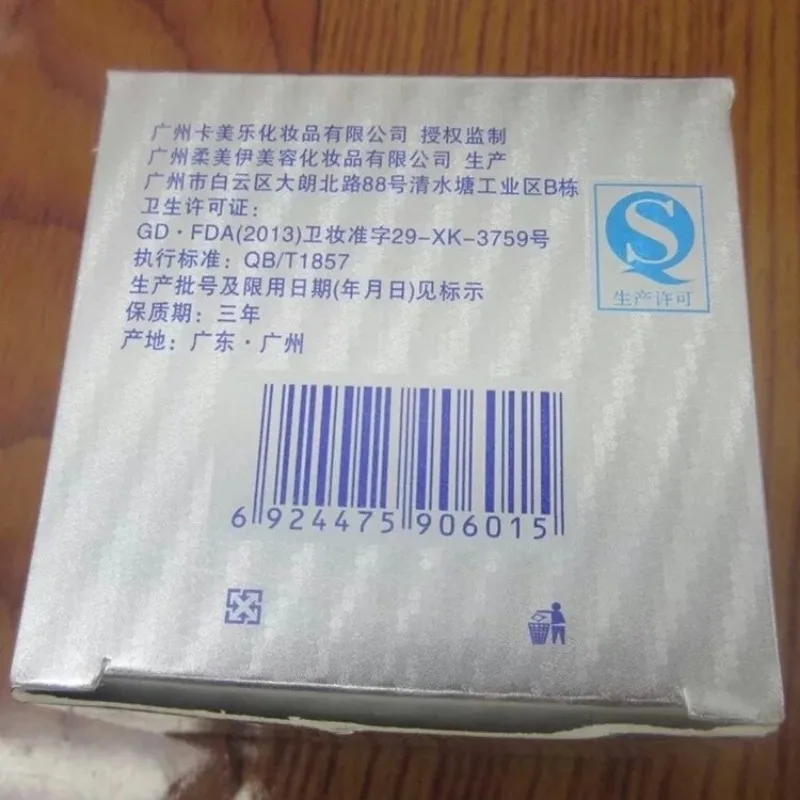 广州卡美乐化妆品有限公司 授权监制
广州柔美伊美容化妆品有限公司 生产
广州市白云区大朗北路88号清水塘工业区B栋
卫生许可证：
GD·FDA(2013)卫妆准字29-XK-3759号
执行标准：QB/T1857
生产批号及限用日期(年月日)见标示
保质期：三年
产地：广东·广州
QS
生产许可
6 924475 906015